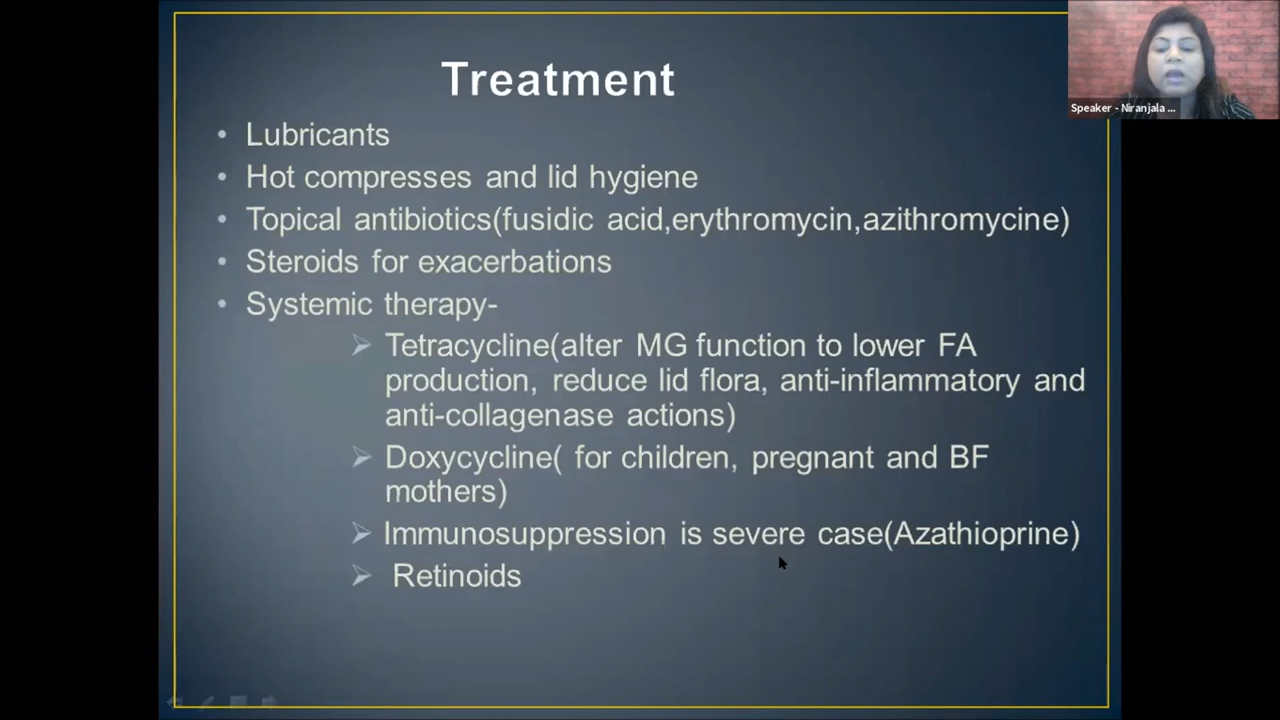 Treatment
• Lubricants
• Hot compresses and lid hygiene
• Topical antibiotics(fusidic acid,erythromycin,azithromycine)
• Steroids for exacerbations
• Systemic therapy-
➢ Tetracycline(alter MG function to lower FA
production, reduce lid flora, anti-inflammatory and
anti-collagenase actions)
➢ Doxycycline( for children, pregnant and BF
mothers)
➢ Immunosuppression is severe case(Azathioprine)
➢ Retinoids
Speaker - Niranjala ...